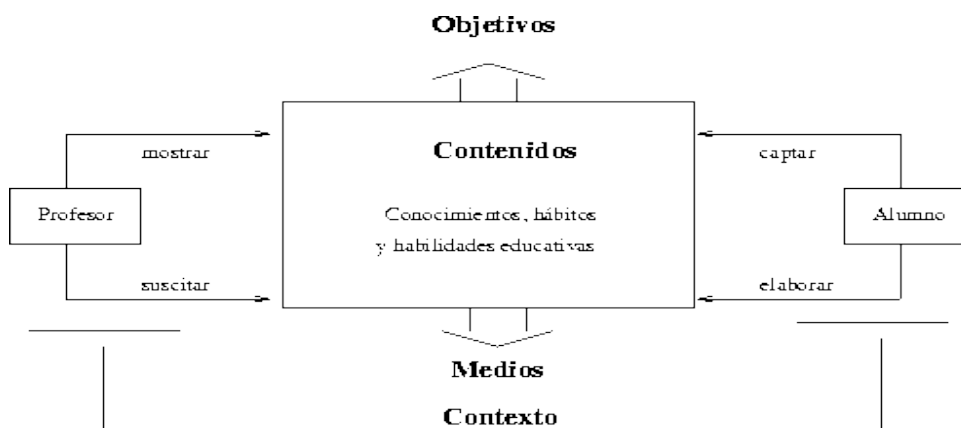 Objetivos
mostrar
Contenidos
captar
Profesor
Conocimientos, hábitos
y habilidades educativas
Alumno
suscitar
elaborar
Medios
Contexto